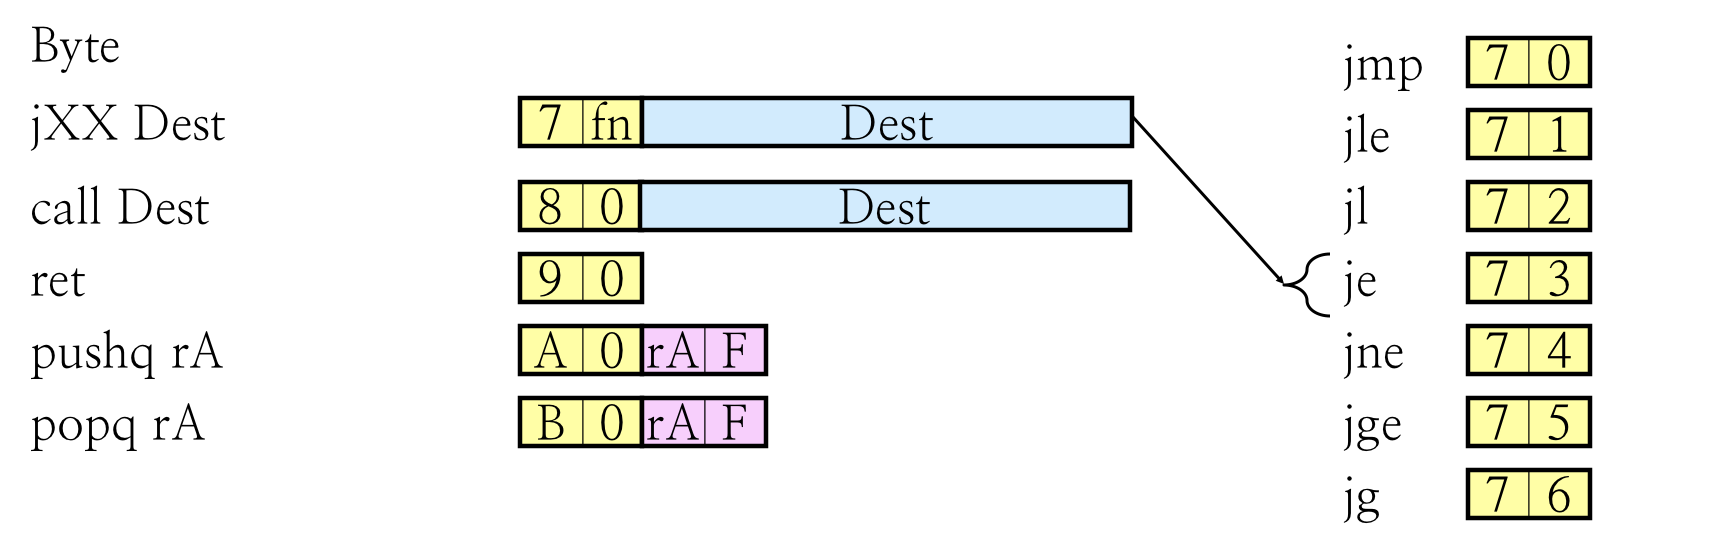 Byte
jXX Dest 7 fn Dest
call Dest 8 0 Dest
ret 9 0
pushq rA A 0 rA F
popq rA B 0 rA F
jmp 7 0
jle 7 1
jl 7 2
je 7 3
jne 7 4
jge 7 5
jg 7 6